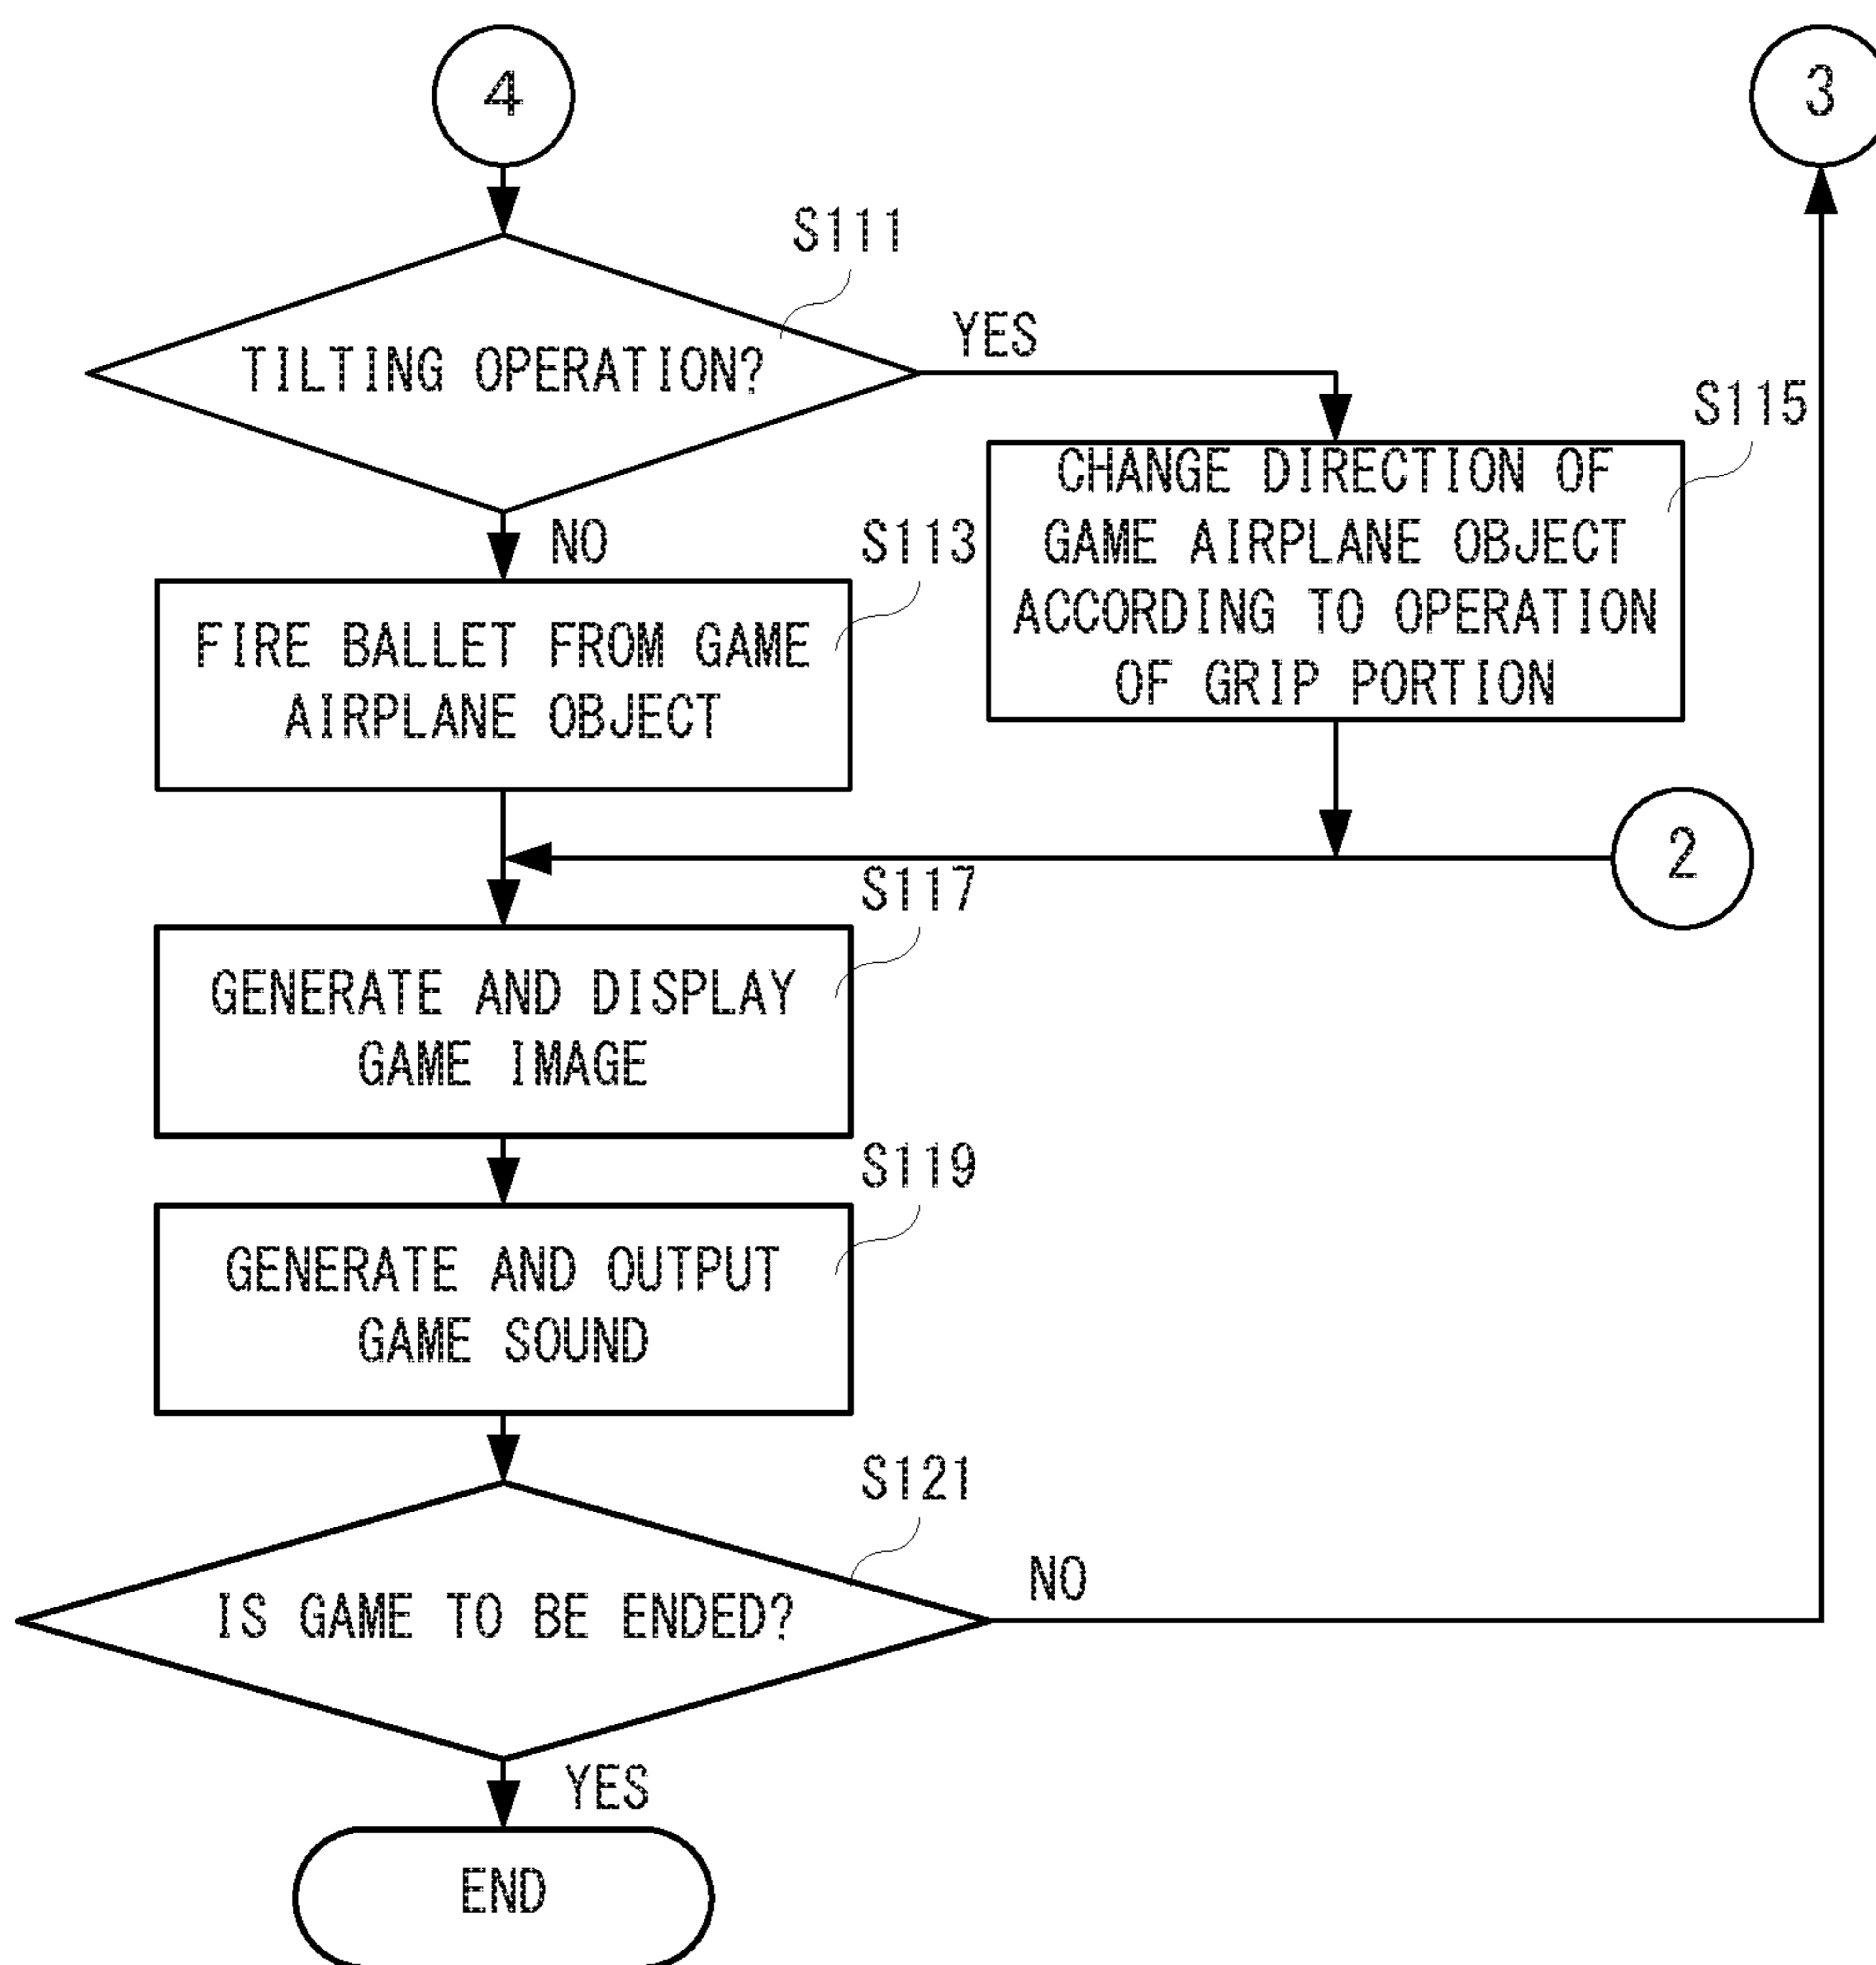 4
3
S111
TILTING OPERATION?
YES
S115
CHANGE DIRECTION OF
GAME AIRPLANE OBJECT
ACCORDING TO OPERATION
OF GRIP PORTION
NO
S113
FIRE BALLET FROM GAME
AIRPLANE OBJECT
2
S117
GENERATE AND DISPLAY
GAME IMAGE
S119
GENERATE AND OUTPUT
GAME SOUND
S121
IS GAME TO BE ENDED?
NO
YES
END